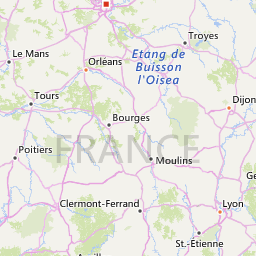 Troyes
Le Mans
Etang de
Buisson
l'Oisea
Orléans
Tours
Dijon
Bourges
FRANCE
Poitiers
Moulins
Clermont-Ferrand
Lyon
St.-Etienne